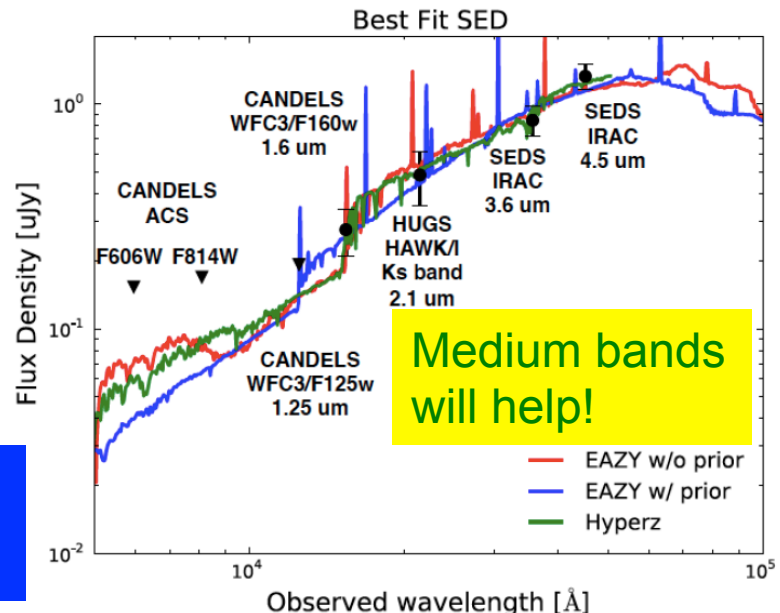 Best Fit SED
Flux Density [uJy]
10⁰
10⁻¹
10⁻²
CANDELS
WFC3/F160w
1.6 um
CANDELS
ACS
F606W F814W
SEDS
IRAC
4.5 um
SEDS
IRAC
3.6 um
HUGS
HAWK/I
Ks band
2.1 um
CANDELS
WFC3/F125w
1.25 um
Medium bands
will help!
EAZY w/o prior
EAZY w/ prior
Hyperz
10⁴
10⁵
Observed wavelength [Å]